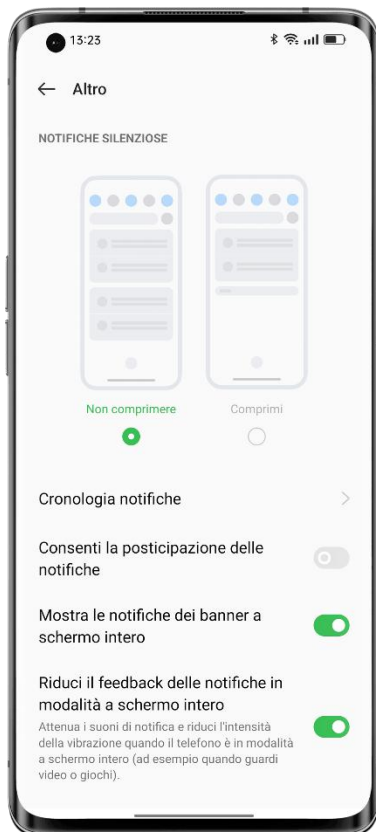 13:23
Altro
NOTIFICHE SILENZIOSE
Non comprimere
Comprimi
Cronologia notifiche
Consenti la posticipazione delle
notifiche
Mostra le notifiche dei banner a
schermo intero
Riduci il feedback delle notifiche in
modalità a schermo intero
Attenua i suoni di notifica e riduci l'intensità
della vibrazione quando il telefono è in modalità
a schermo intero (ad esempio quando guardi
video o giochi).